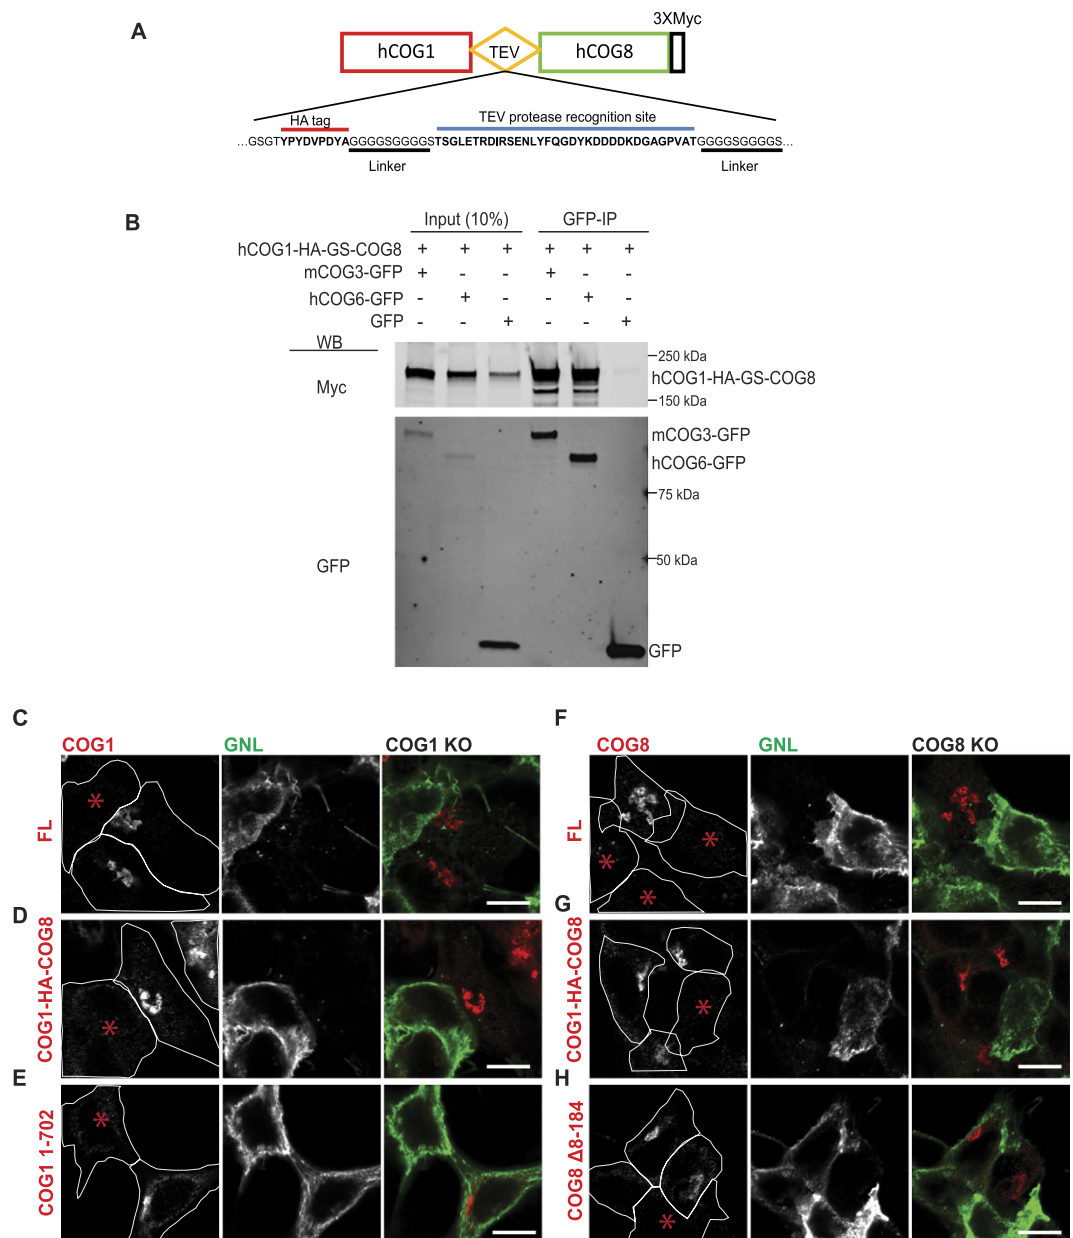 A
3XMyc
hCOG1
TEV
hCOG8
HA tag
TEV protease recognition site
...GSGTYPYDVPDYAGGGGSGGGGSTSGLETRDIRSENLYFQGDYKDDDDKDGAGPVATGGGGSGGGGS...
Linker
Linker
B
Input (10%)
GFP-IP
hCOG1-HA-GS-COG8 + + + + + +
mCOG3-GFP + - - + - -
hCOG6-GFP - + - - + -
GFP - - + - - +
WB
250 kDa
Myc
hCOG1-HA-GS-COG8
150 kDa
mCOG3-GFP
hCOG6-GFP
75 kDa
50 kDa
GFP
GFP
C
COG1
GNL
COG1 KO
FL
*
D
COG1-HA-COG8
*
E
COG1 1-702
*
F
COG8
GNL
COG8 KO
FL
*
*
*
G
COG1-HA-COG8
*
H
COG8 Δ8-184
*